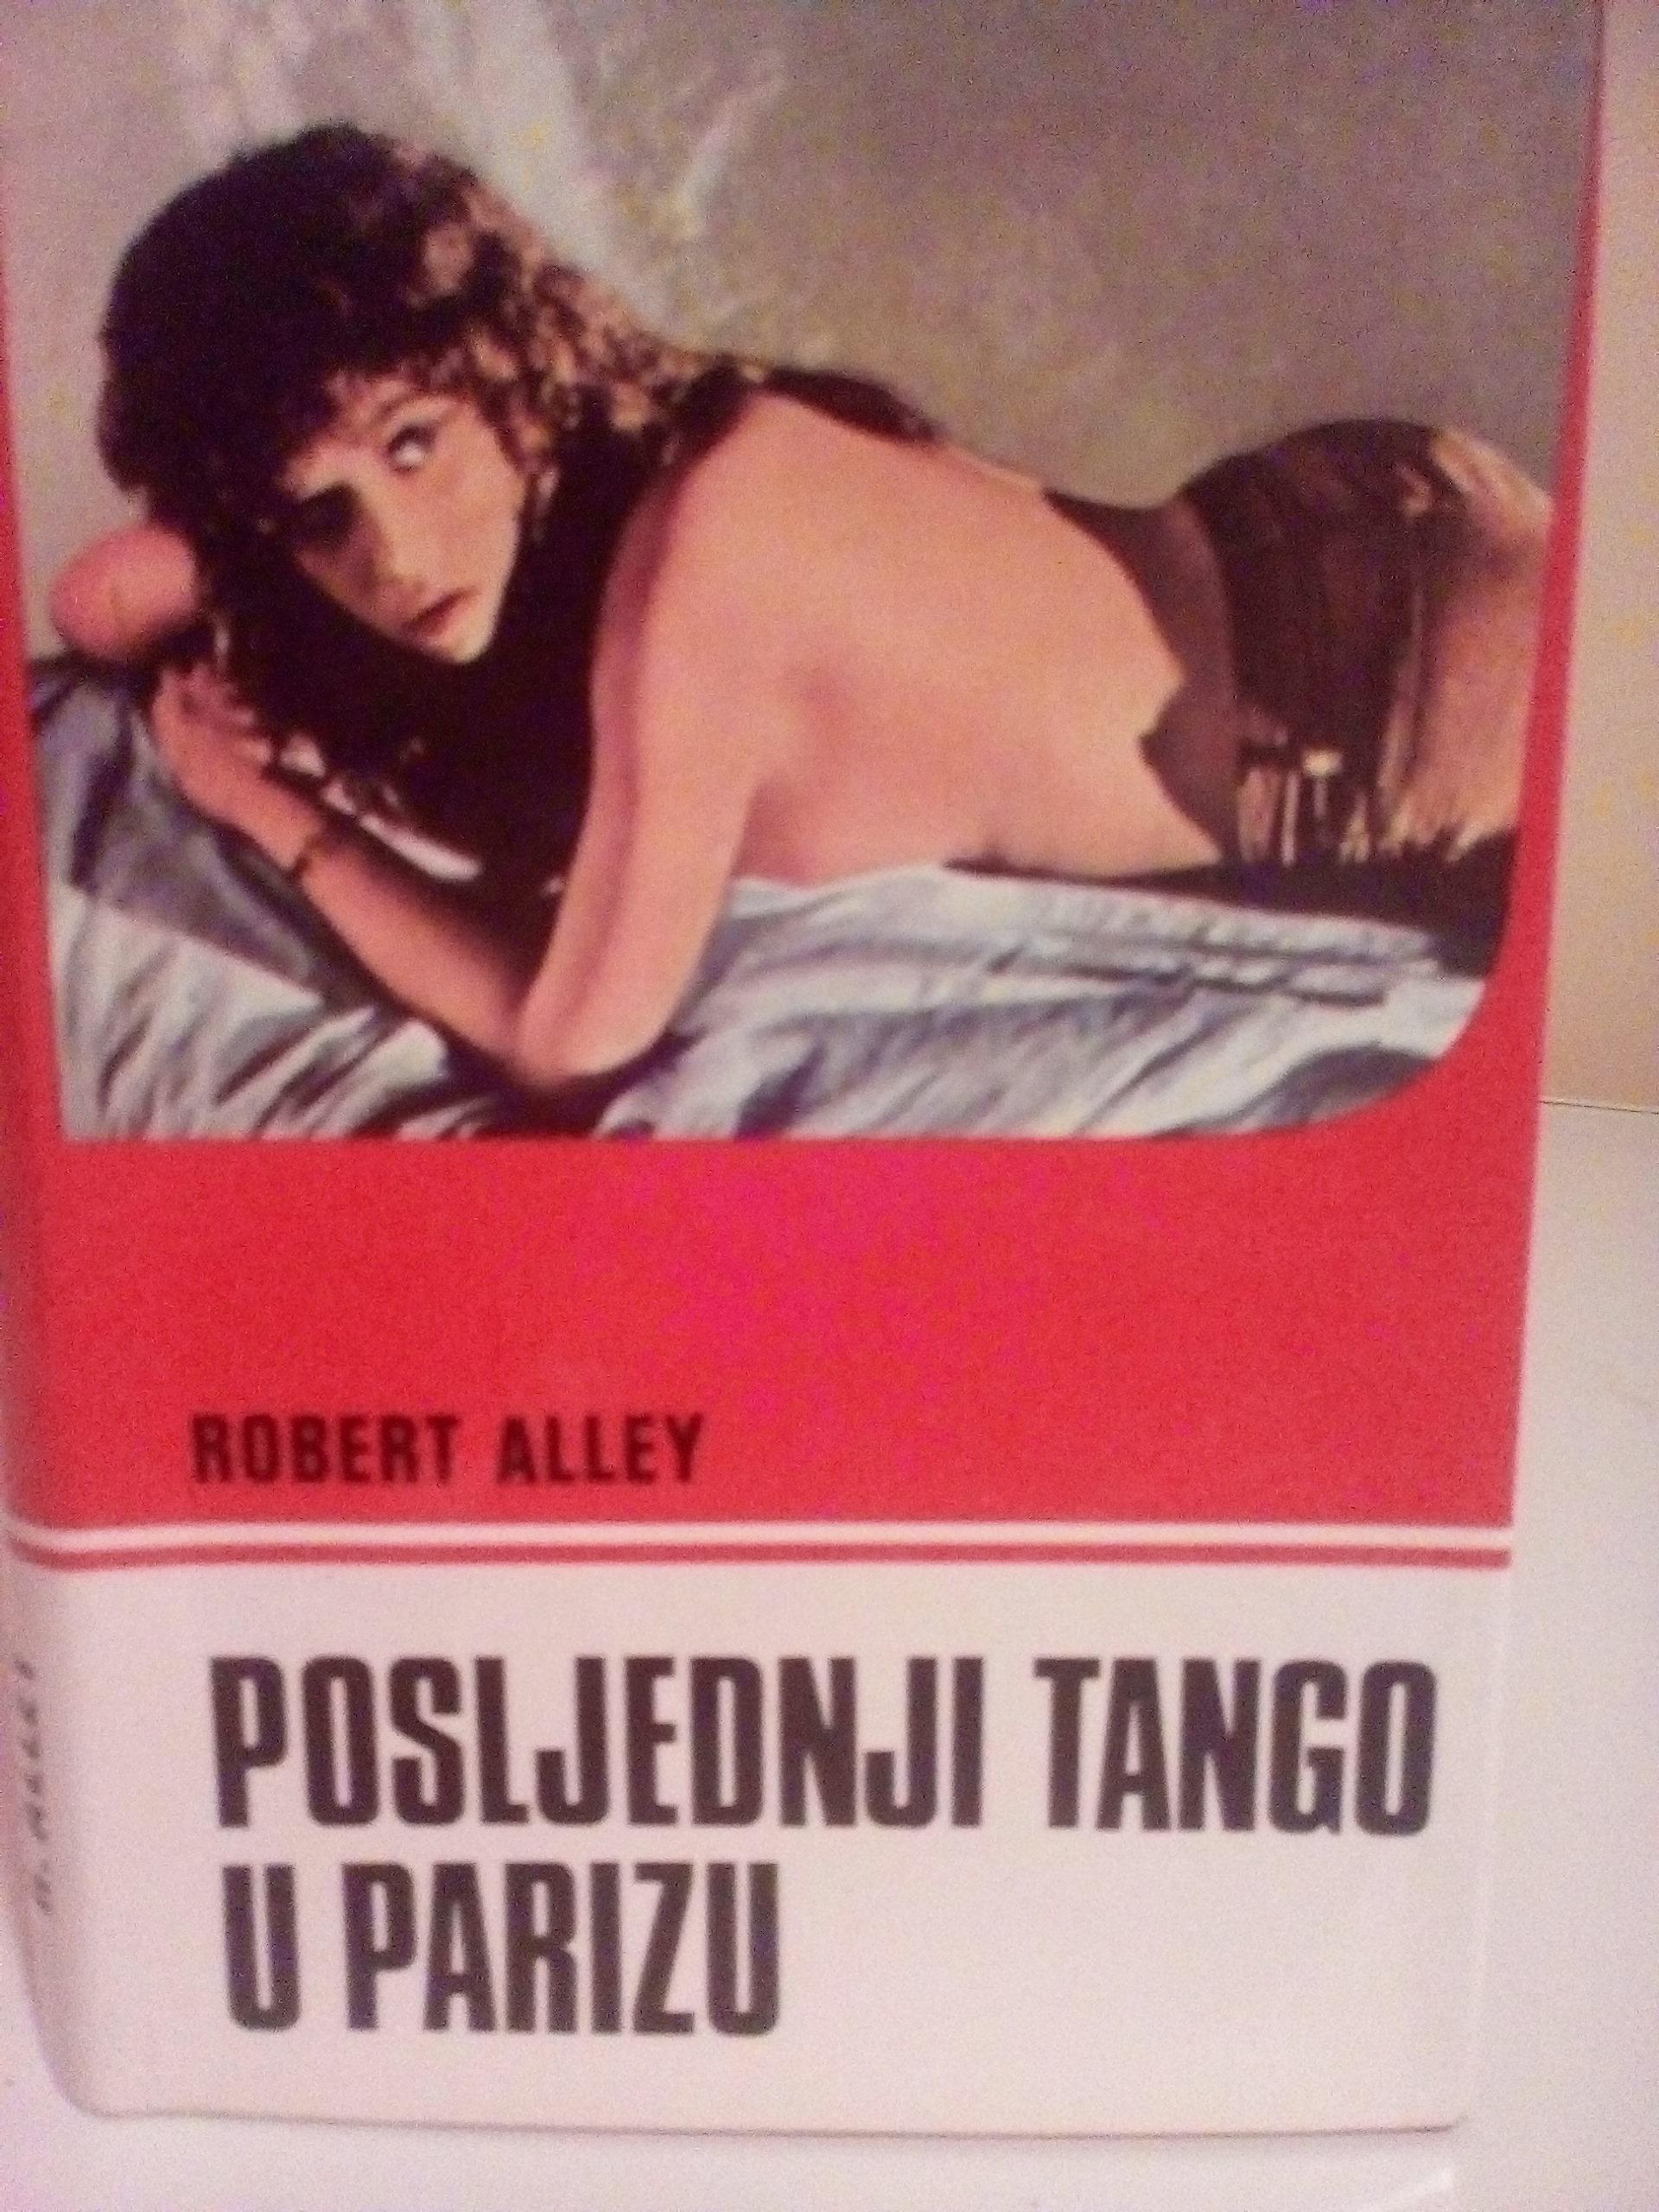 ROBERT ALLEY
POSLJEDNJI TANGO
U PARIZU